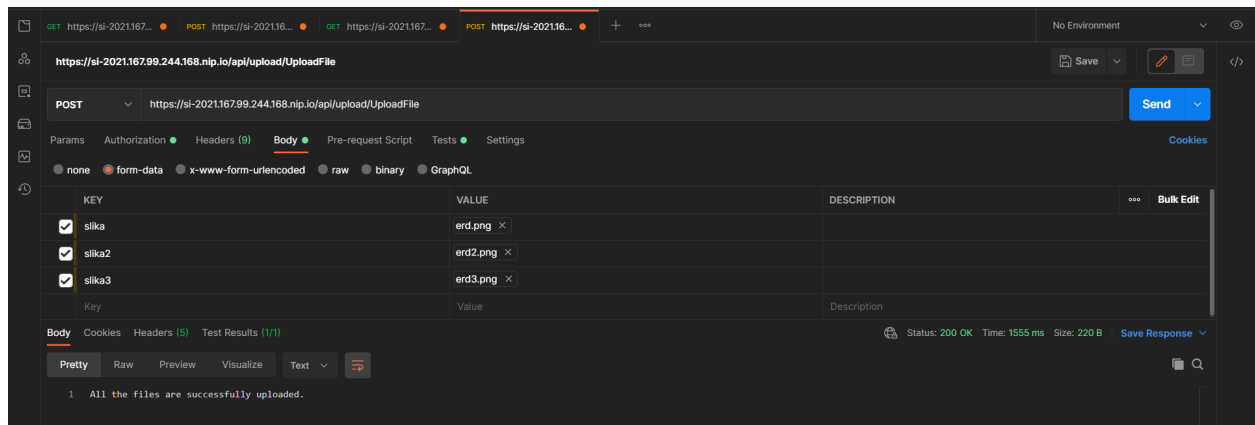 GET https://si-2021.167... POST https://si-2021.16... GET https://si-2021.167... POST https://si-2021.16... + ooo No Environment
https://si-2021.167.99.244.168.nip.io/api/upload/UploadFile Save </>
POST https://si-2021.167.99.244.168.nip.io/api/upload/UploadFile Send
Params Authorization Headers (9) Body Pre-request Script Tests Settings Cookies
none form-data x-www-form-urlencoded raw binary GraphQL
KEY VALUE DESCRIPTION ooo Bulk Edit
slika erd.png ×
slika2 erd2.png ×
slika3 erd3.png ×
Key Value Description
Body Cookies Headers (5) Test Results (1/1) Status: 200 OK Time: 1555 ms Size: 220 B Save Response
Pretty Raw Preview Visualize Text
1 All the files are successfully uploaded.